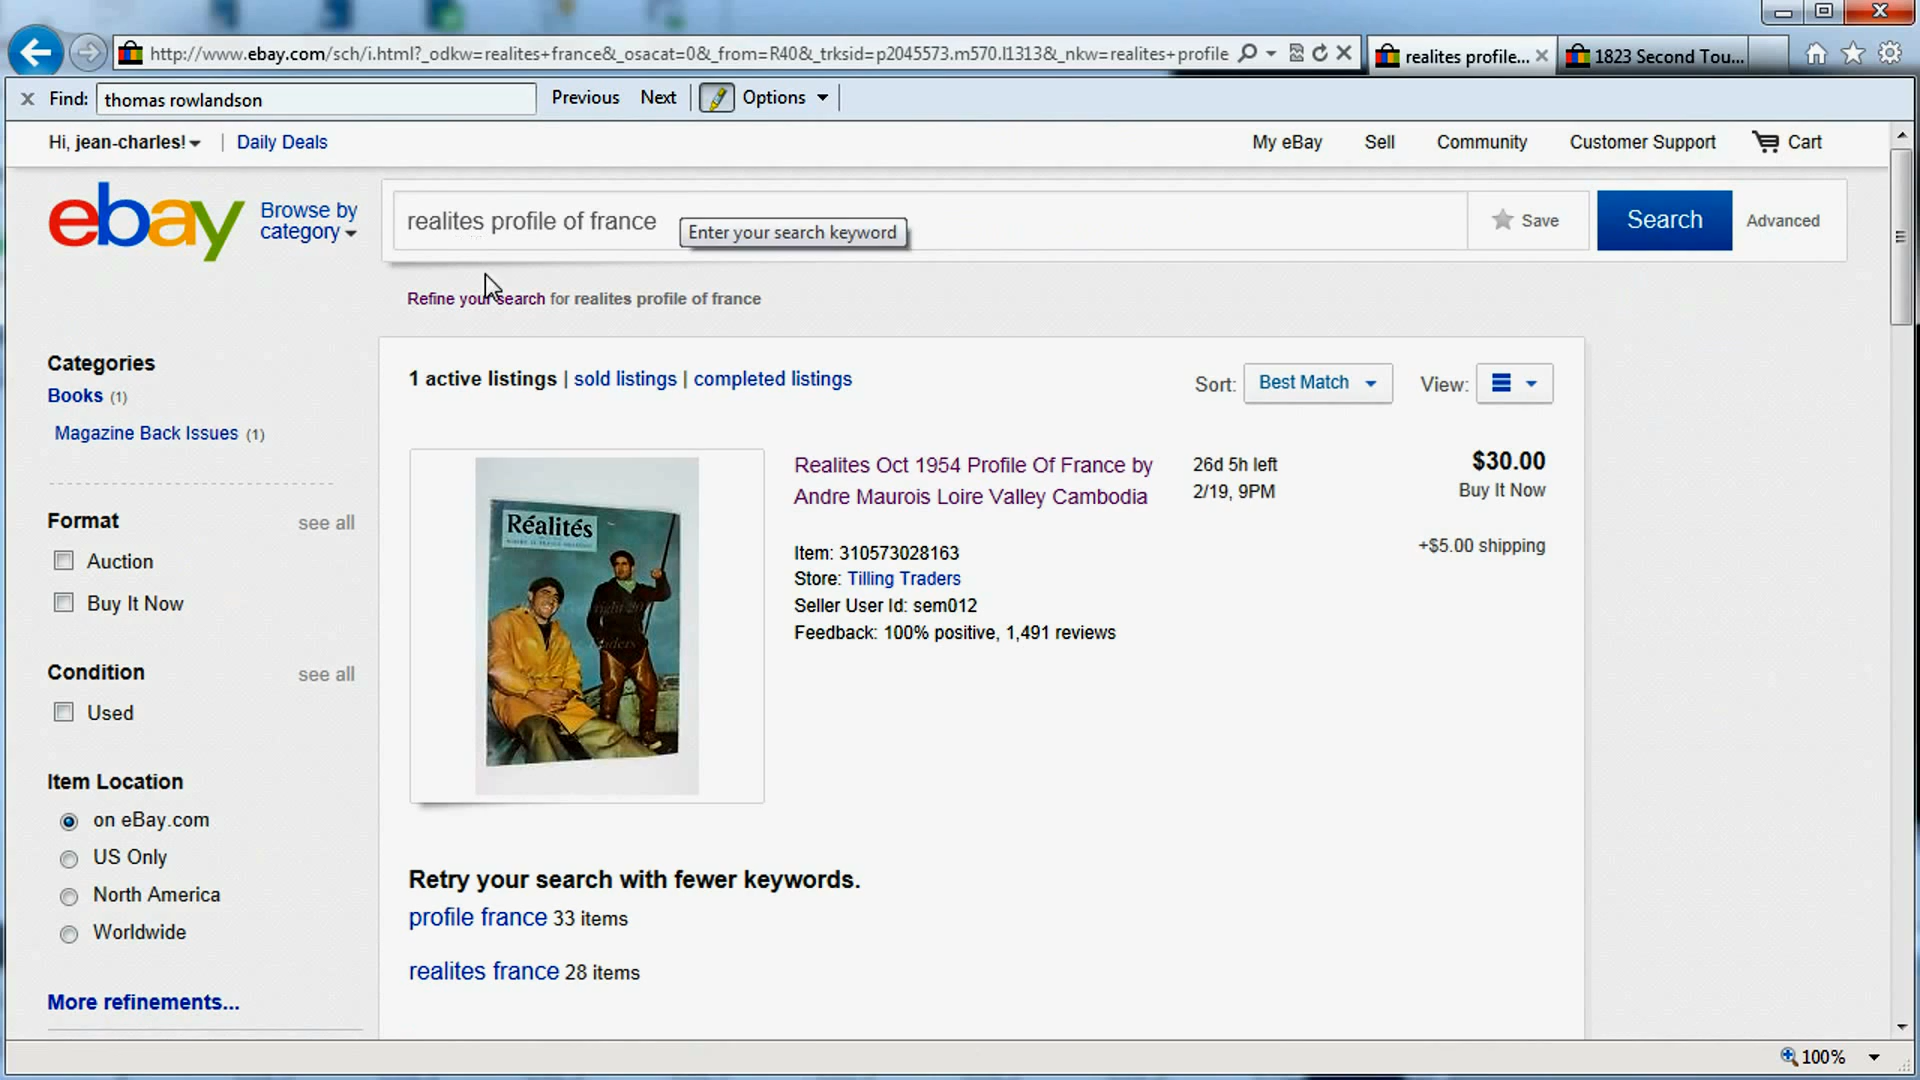 http://www.ebay.com/sch/i.html?_odkw=realites+france&_osacat=0&_from=R40&_trksid=p2045573.m570.l1313&_nkw=realites+profile
realites profile...
1823 Second Tou...
Find: thomas rowlandson
Previous
Next
Options
Hi, jean-charles!
Daily Deals
My eBay
Sell
Community
Customer Support
Cart
ebay
Browse by
category
realites profile of france
Enter your search keyword
Save
Search
Advanced
Refine your search for realites profile of france
Categories
Books (1)
Magazine Back Issues (1)
Format
see all
Auction
Buy It Now
Condition
see all
Used
Item Location
on eBay.com
US Only
North America
Worldwide
More refinements...
1 active listings | sold listings | completed listings
Sort: Best Match
View:
Réalités
Realites Oct 1954 Profile Of France by
Andre Maurois Loire Valley Cambodia
Item: 310573028163
Store: Tilling Traders
Seller User Id: sem012
Feedback: 100% positive, 1,491 reviews
26d 5h left
2/19, 9PM
$30.00
Buy It Now
+$5.00 shipping
Retry your search with fewer keywords.
profile france 33 items
realites france 28 items
100%